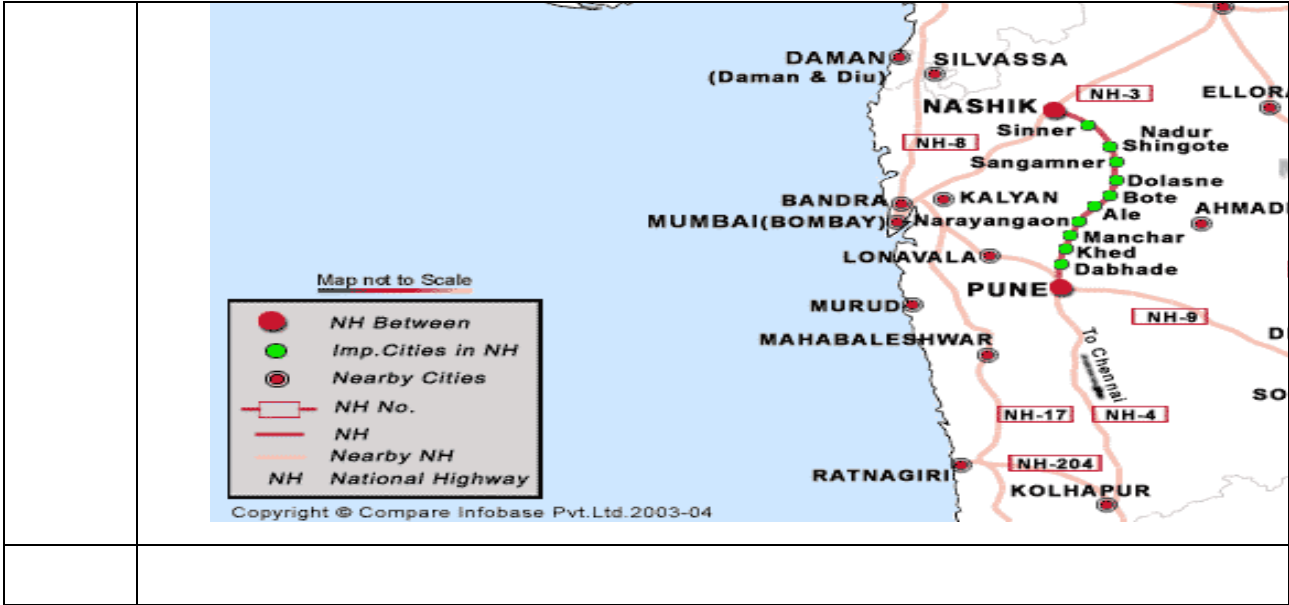 DAMAN
(Daman & Diu)
SILVASSA
NH-3
ELLORA
NASHIK
Sinner
Nadur
Shingote
NH-8
Sangamner
Dolasne
BANDRA
KALYAN
Bote
AHMAD
Ale
MUMBAI(BOMBAY)
Narayangaon
Manchar
LONAVALA
Khed
Dabhade
Map not to Scale
PUNE
MURUD
NH-9
NH Between
MAHABALESHWAR
To Chennai
D
Imp.Cities in NH
Nearby Cities
SO
NH No.
NH-17
NH-4
NH
Nearby NH
NH-204
RATNAGIRI
NH National Highway
KOLHAPUR
Copyright © Compare Infobase Pvt.Ltd.2003-04